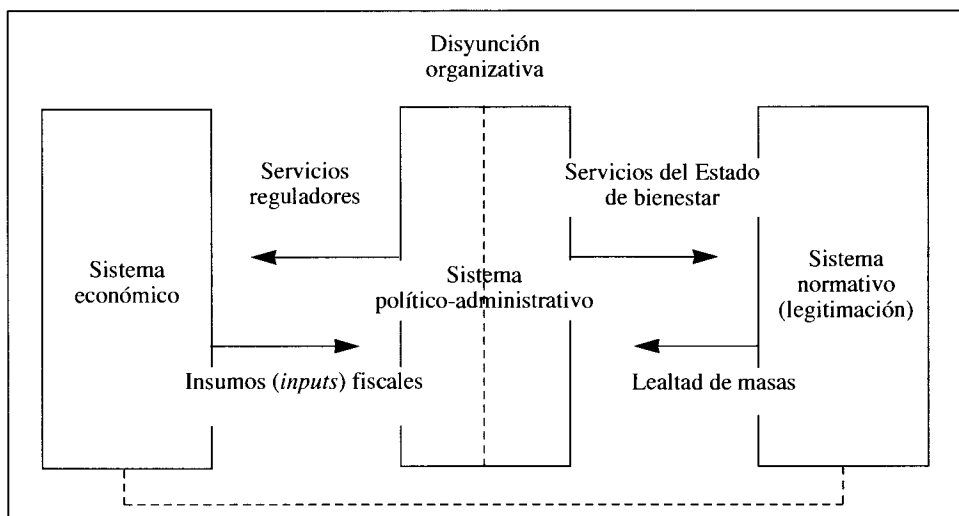 Disyunción
organizativa
Servicios
reguladores
Servicios del Estado
de bienestar
Sistema
económico
Sistema
político-administrativo
Sistema
normativo
(legitimación)
Insumos (inputs) fiscales
Lealtad de masas